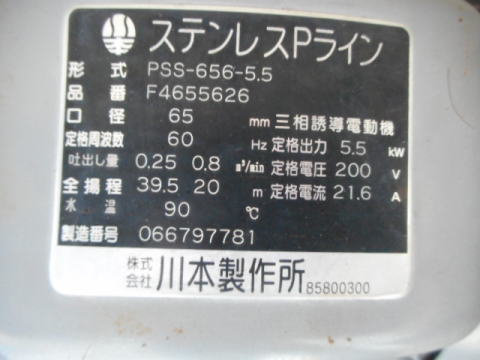 ステンレスPライン
形式 PSS-656-5.5
品番 F4655626
口径 65 mm 三相誘導電動機
定格周波数 60 Hz 定格出力 5.5 kW
吐出し量 0.25 0.8 m³/min 定格電圧 200 V
全揚程 39.5 20 m 定格電流 21.6 A
水温 90 ℃
製造番号 066797781
株式会社 川本製作所 85800300